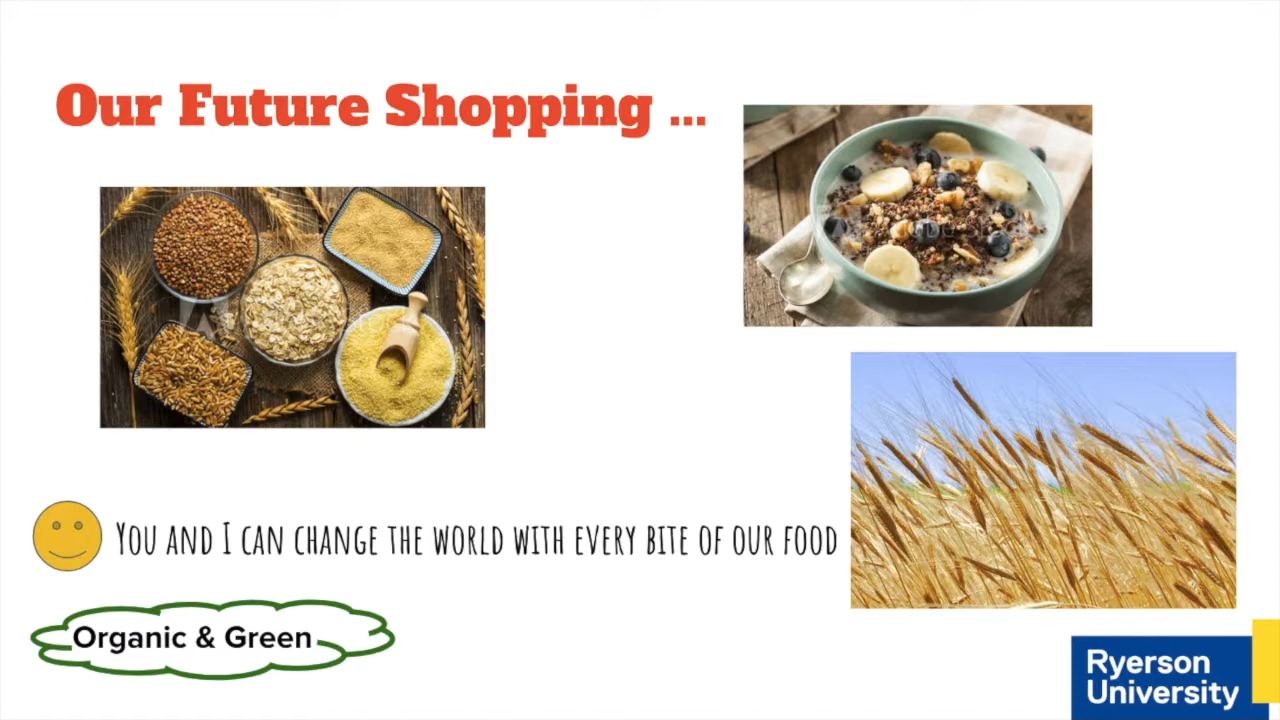 Our Future Shopping ...
You and I can change the world with every bite of our food
Organic & Green
Ryerson
University